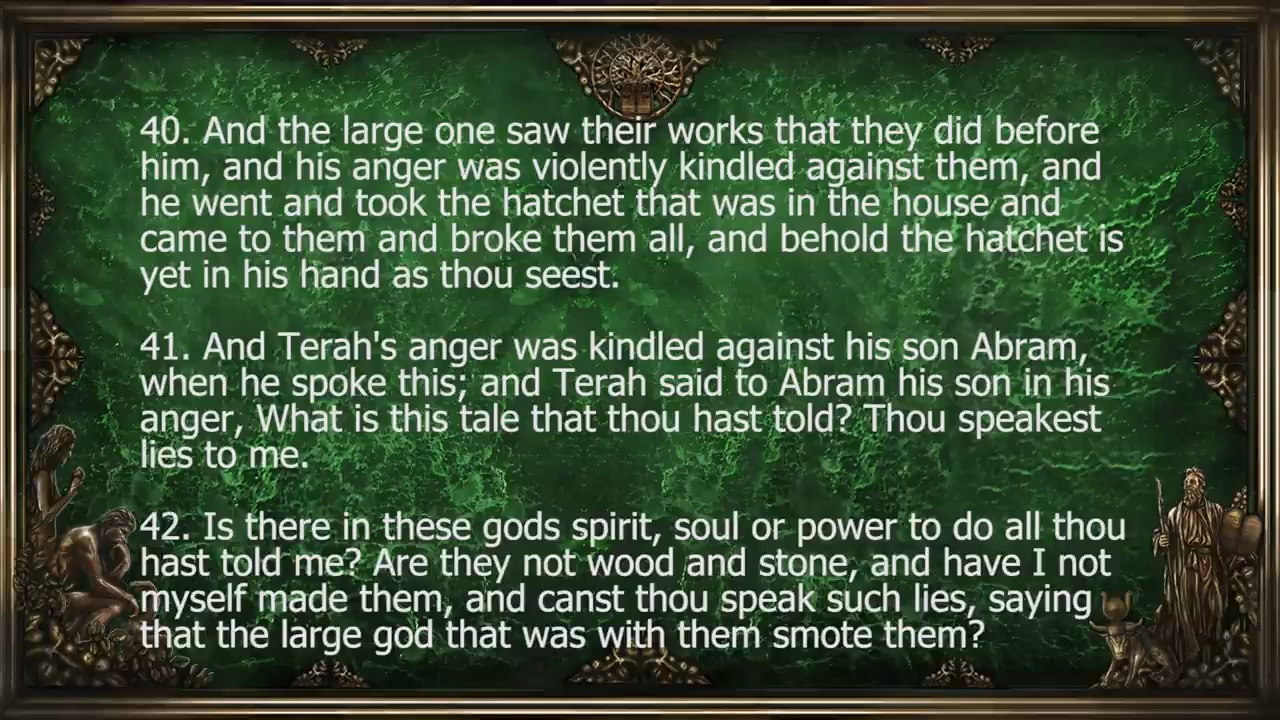 40. And the large one saw their works that they did before
him, and his anger was violently kindled against them, and
he went and took the hatchet that was in the house and
came to them and broke them all, and behold the hatchet is
yet in his hand as thou seest.
41. And Terah's anger was kindled against his son Abram,
when he spoke this; and Terah said to Abram his son in his
anger, What is this tale that thou hast told? Thou speakest
lies to me.
42. Is there in these gods spirit, soul or power to do all thou
hast told me? Are they not wood and stone, and have I not
myself made them, and canst thou speak such lies, saying
that the large god that was with them smote them?